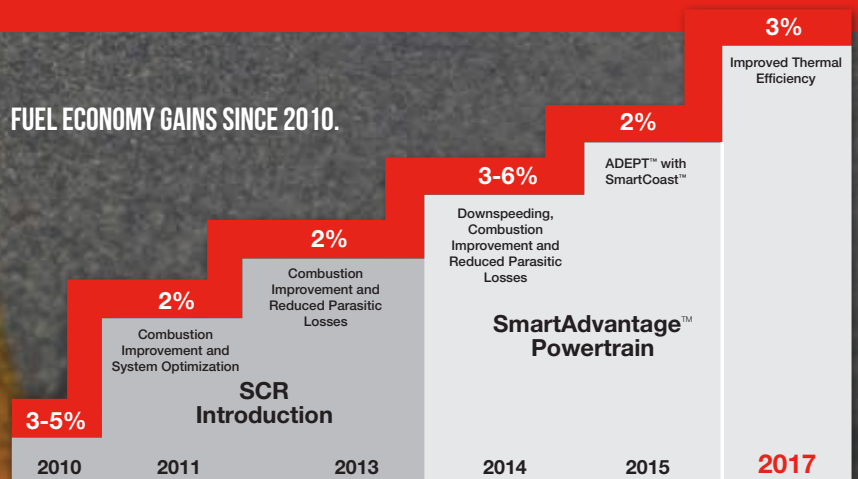 FUEL ECONOMY GAINS SINCE 2010.
3%
Improved Thermal
Efficiency
2%
ADEPT™ with
SmartCoast™
3-6%
Downspeeding,
Combustion
Improvement and
Reduced Parasitic
Losses
2%
Combustion
Improvement and
Reduced Parasitic
Losses
2%
Combustion
Improvement and
System Optimization
3-5%
SCR
Introduction
SmartAdvantage™
Powertrain
2010
2011
2013
2014
2015
2017